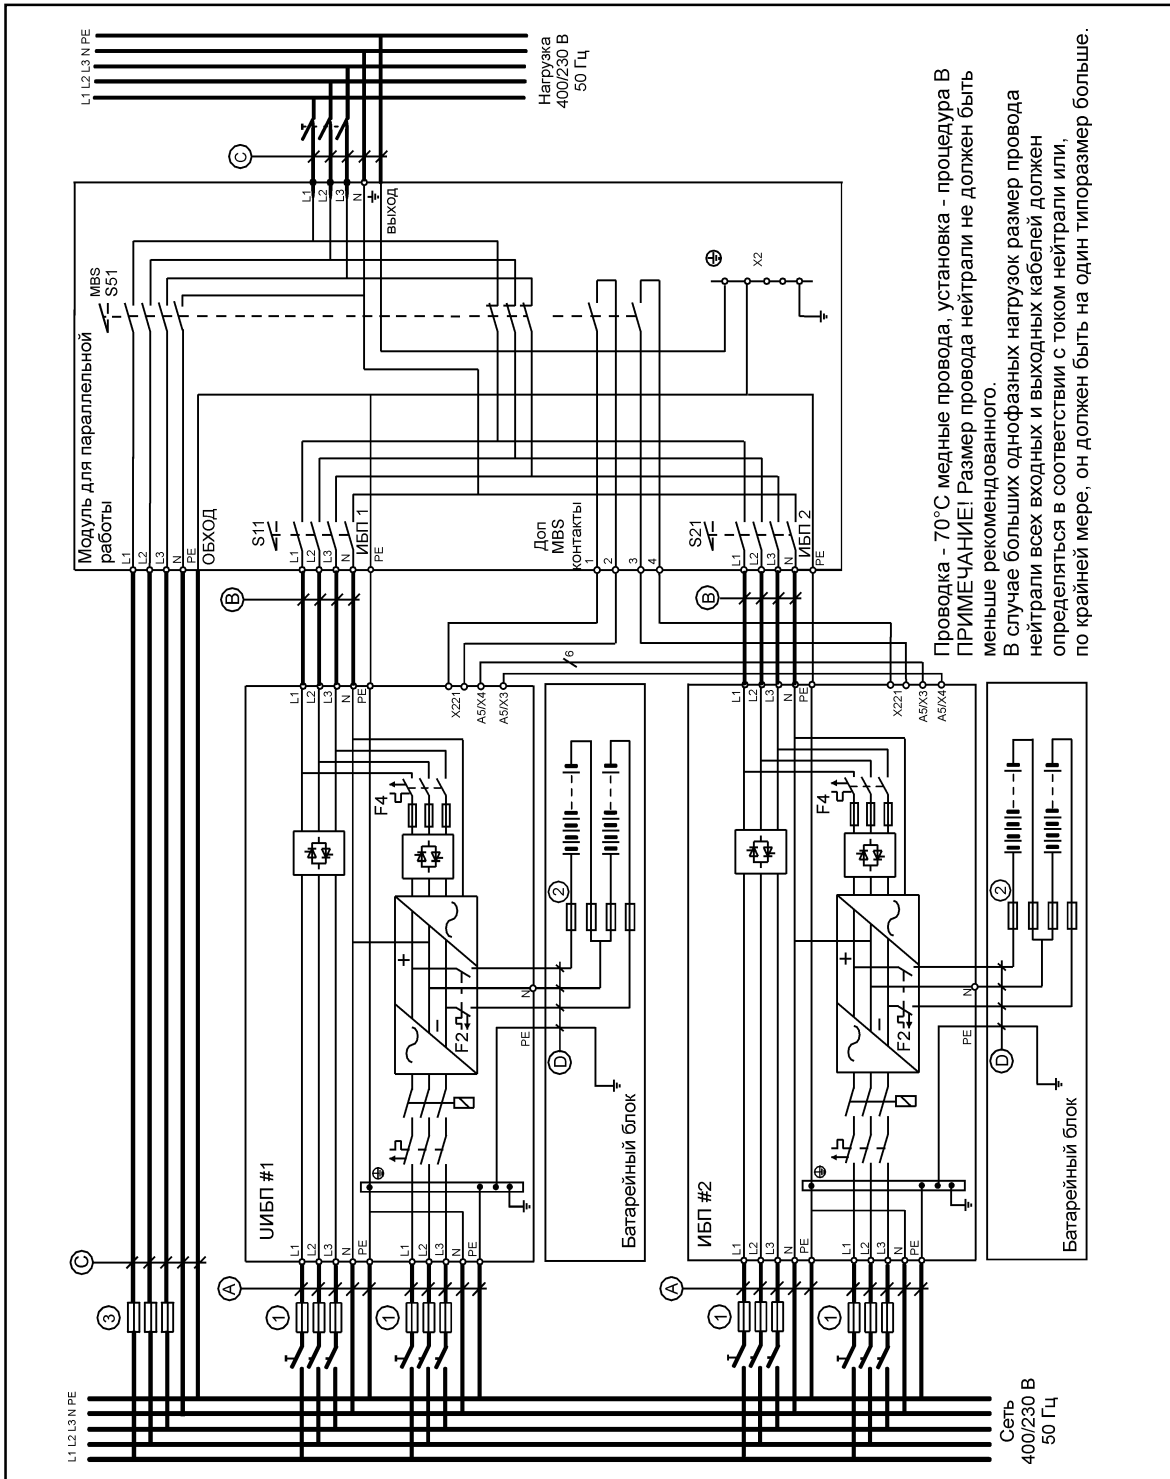 L1 L2 L3 N PE
Нагрузка
400/230 В
50 Гц
C
L1
L2
L3
N
ВЫХОД
Модуль для параллельной
работы
MBS
S51
X2
L1
L2
L3
N
PE
ОБХОД
S11
L1
L2
L3
N
ИБП 1
PE
Доп
MBS
контакты
1
2
3
4
S21
L1
L2
L3
N
ИБП 2
PE
B
B
6
L1
L2
L3
N
PE
X221
A5/X4
A5/X3
F4
F2
N
PE
UИБП #1
2
D
Батарейный блок
L1
L2
L3
N
PE
L1
L2
L3
N
PE
L1
L2
L3
N
PE
X221
A5/X3
A5/X4
F4
F2
N
PE
ИБП #2
2
D
Батарейный блок
L1
L2
L3
N
PE
L1
L2
L3
N
PE
C
3
A
1
1
A
1
1
L1 L2 L3 N PE
Сеть
400/230 В
50 Гц
Проводка - 70°C медные провода, установка - процедура В
ПРИМЕЧАНИЕ! Размер провода нейтрали не должен быть
меньше рекомендованного.
В случае больших однофазных нагрузок размер провода
нейтрали всех входных и выходных кабелей должен
определяться в соответствии с током нейтрали или,
по крайней мере, он должен быть на один типоразмер больше.